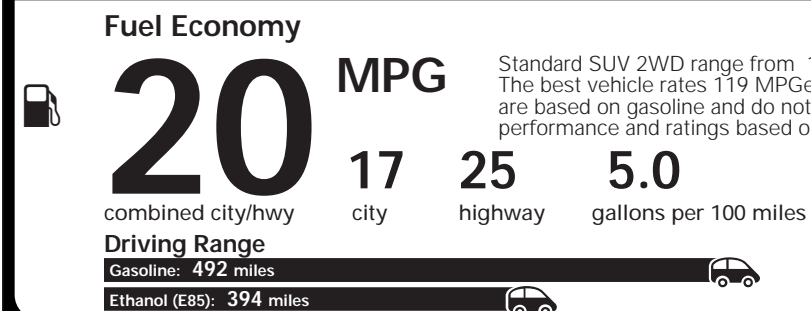 Fuel Economy
20
MPG
Standard SUV 2WD range from
The best vehicle rates 119 MPGe
are based on gasoline and do not
performance and ratings based
17 25 5.0
combined city/hwy city highway gallons per 100 miles
Driving Range
Gasoline: 492 miles
Ethanol (E85): 394 miles